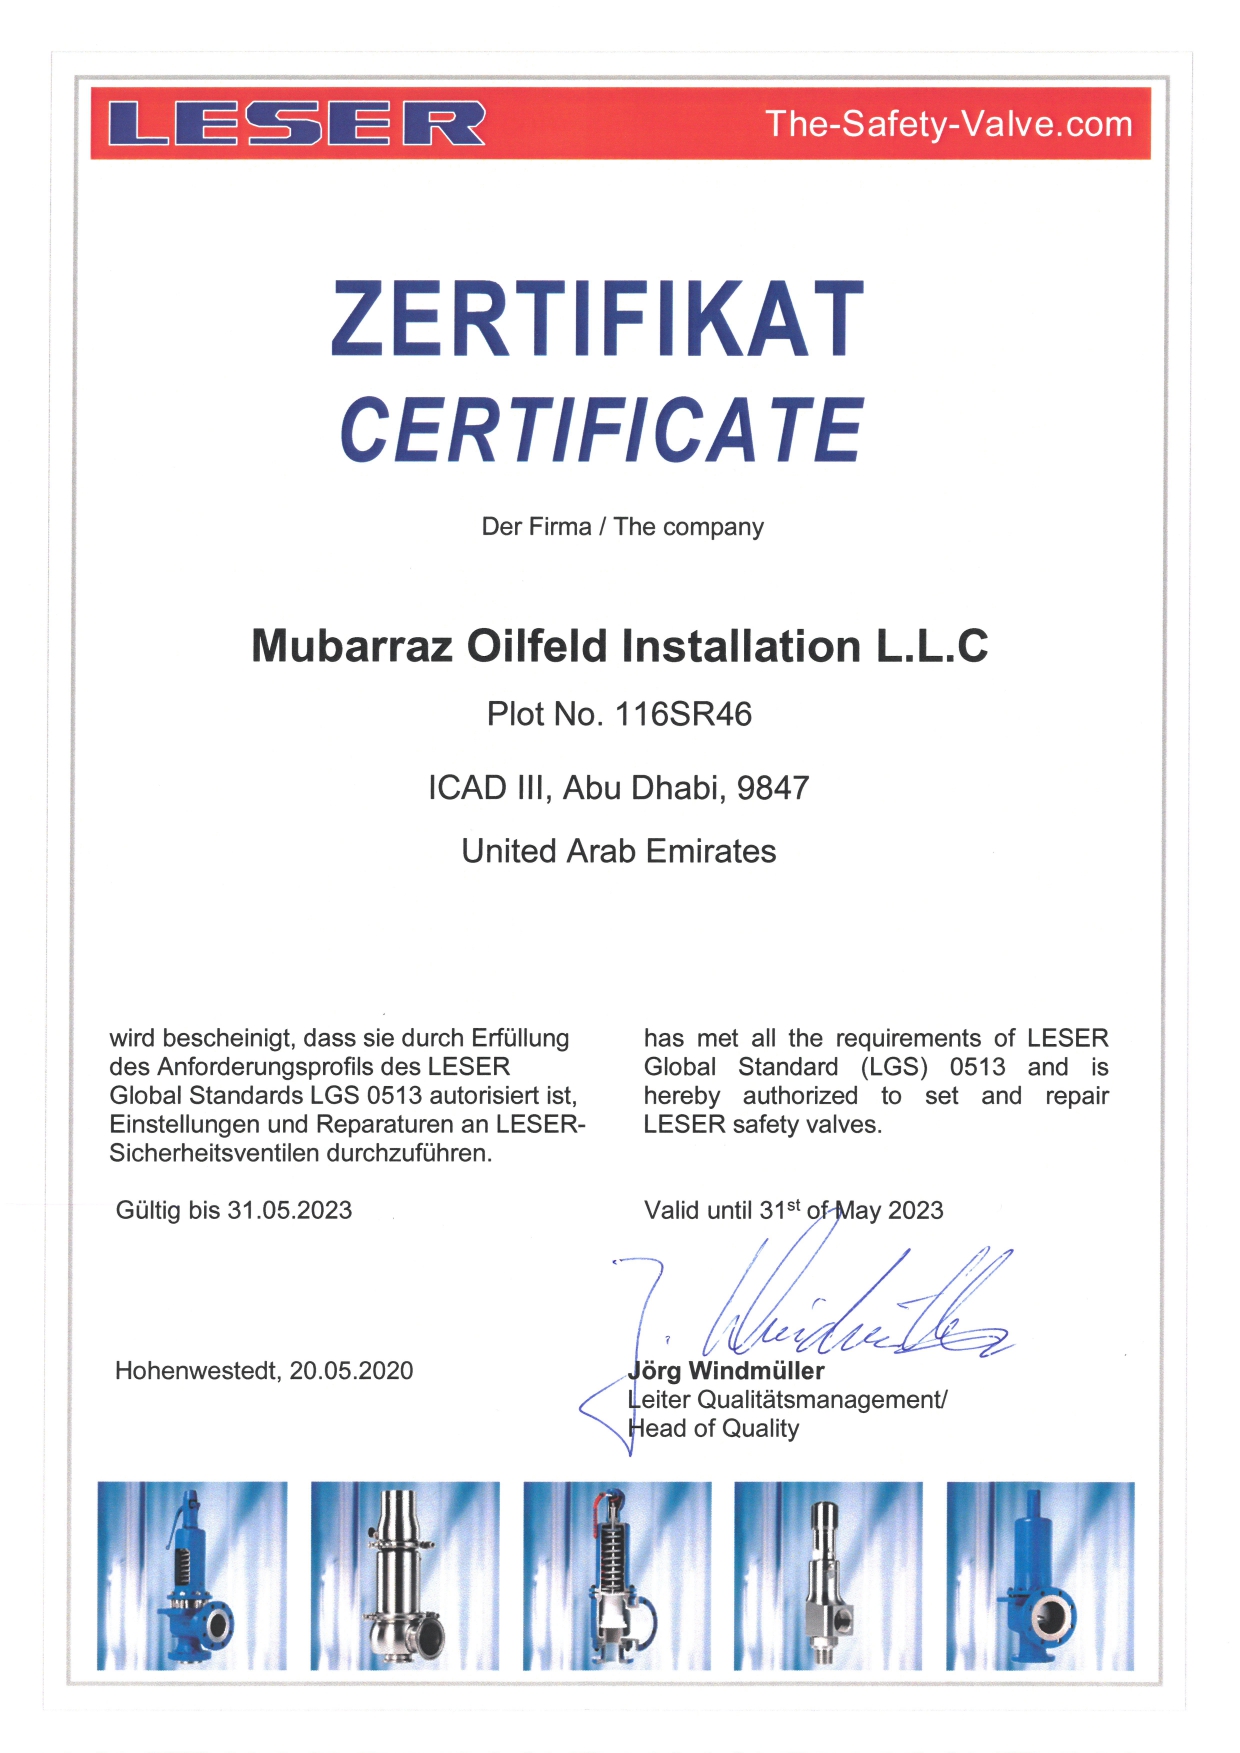 LESER
The-Safety-Valve.com
ZERTIFIKAT
CERTIFICATE
Der Firma / The company
Mubarraz Oilfeld Installation L.L.C
Plot No. 116SR46
ICAD III, Abu Dhabi, 9847
United Arab Emirates
wird bescheinigt, dass sie durch Erfüllung
des Anforderungsprofils des LESER
Global Standards LGS 0513 autorisiert ist,
Einstellungen und Reparaturen an LESER-
Sicherheitsventilen durchzuführen.
has met all the requirements of LESER
Global Standard (LGS) 0513 and is
hereby authorized to set and repair
LESER safety valves.
Gültig bis 31.05.2023
Valid until 31st of May 2023
J. Windmüller
Hohenwestedt, 20.05.2020
Jörg Windmüller
Leiter Qualitätsmanagement/
Head of Quality